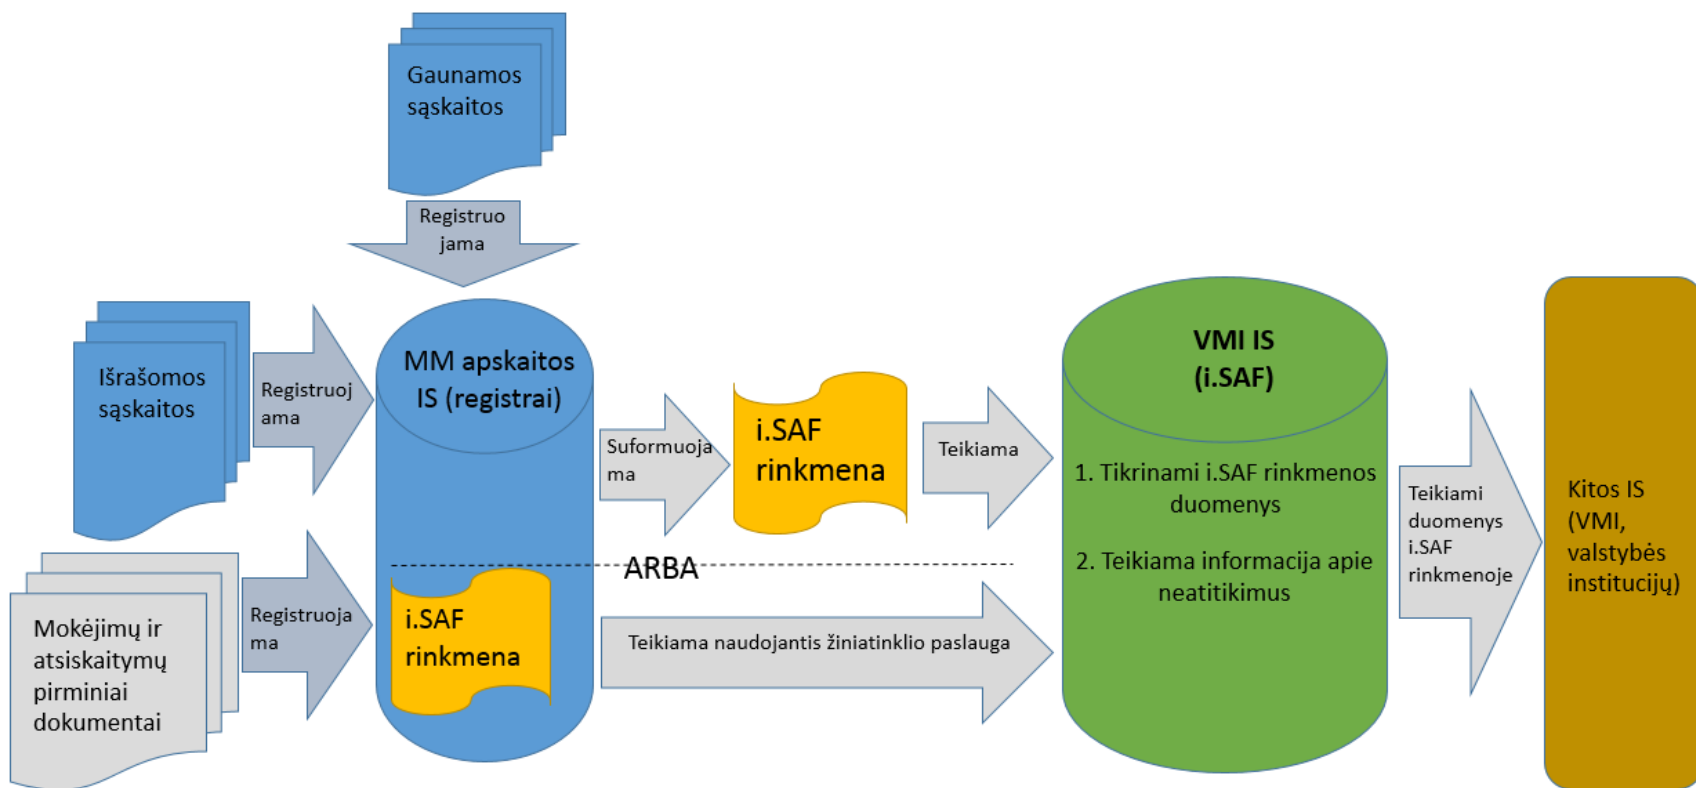 Gaunamos
sąskaitos
Registruo
jama
Išrašomos
sąskaitos
Registruoj
ama
MM apskaitos
IS (registrai)
Suformuoja
ma
i.SAF
rinkmena
Teikiama
VMI IS
(i.SAF)
1. Tikrinami i.SAF rinkmenos
duomenys
2. Teikiama informacija apie
neatitikimus
Teikiami
duomenys
i.SAF
rinkmenoje
Kitos IS
(VMI,
valstybės
institucijų)
ARBA
Mokėjimų ir
atsiskaitymų
pirminiai
dokumentai
Registruoja
ma
i.SAF
rinkmena
Teikiama naudojantis žiniatinklio paslauga